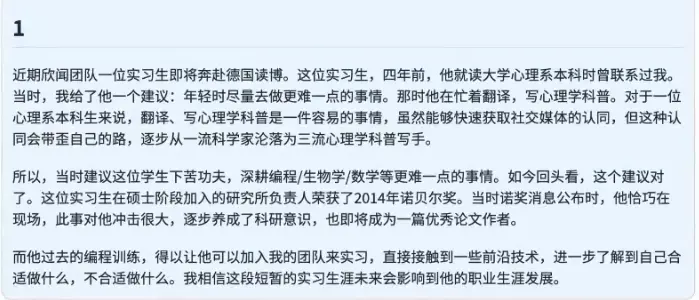 1
近期欣闻团队一位实习生即将奔赴德国读博。这位实习生，四年前，他就读大学心理系本科时曾联系过我。
当时，我给了他一个建议：年轻时尽量去做更难一点的事情。那时他在忙着翻译，写心理学科普。对于一位
心理系本科生来说，翻译、写心理学科普是一件容易的事情，虽然能够快速获取社交媒体的认同，但这种认
同会带歪自己的路，逐步从一流科学家沦落为三流心理学科普写手。
所以，当时建议这位学生下苦功夫，深耕编程/生物学/数学等更难一点的事情。如今回头看，这个建议对
了。这位实习生在硕士阶段加入的研究所负责人荣获了2014年诺贝尔奖。当时诺奖消息公布时，他恰巧在
现场，此事对他冲击很大，逐步养成了科研意识，也即将成为一篇优秀论文作者。
而他过去的编程训练，得以让他可以加入我的团队来实习，直接接触到一些前沿技术，进一步了解到自己合
适做什么，不合适做什么。我相信这段短暂的实习生涯未来会影响到他的职业生涯发展。